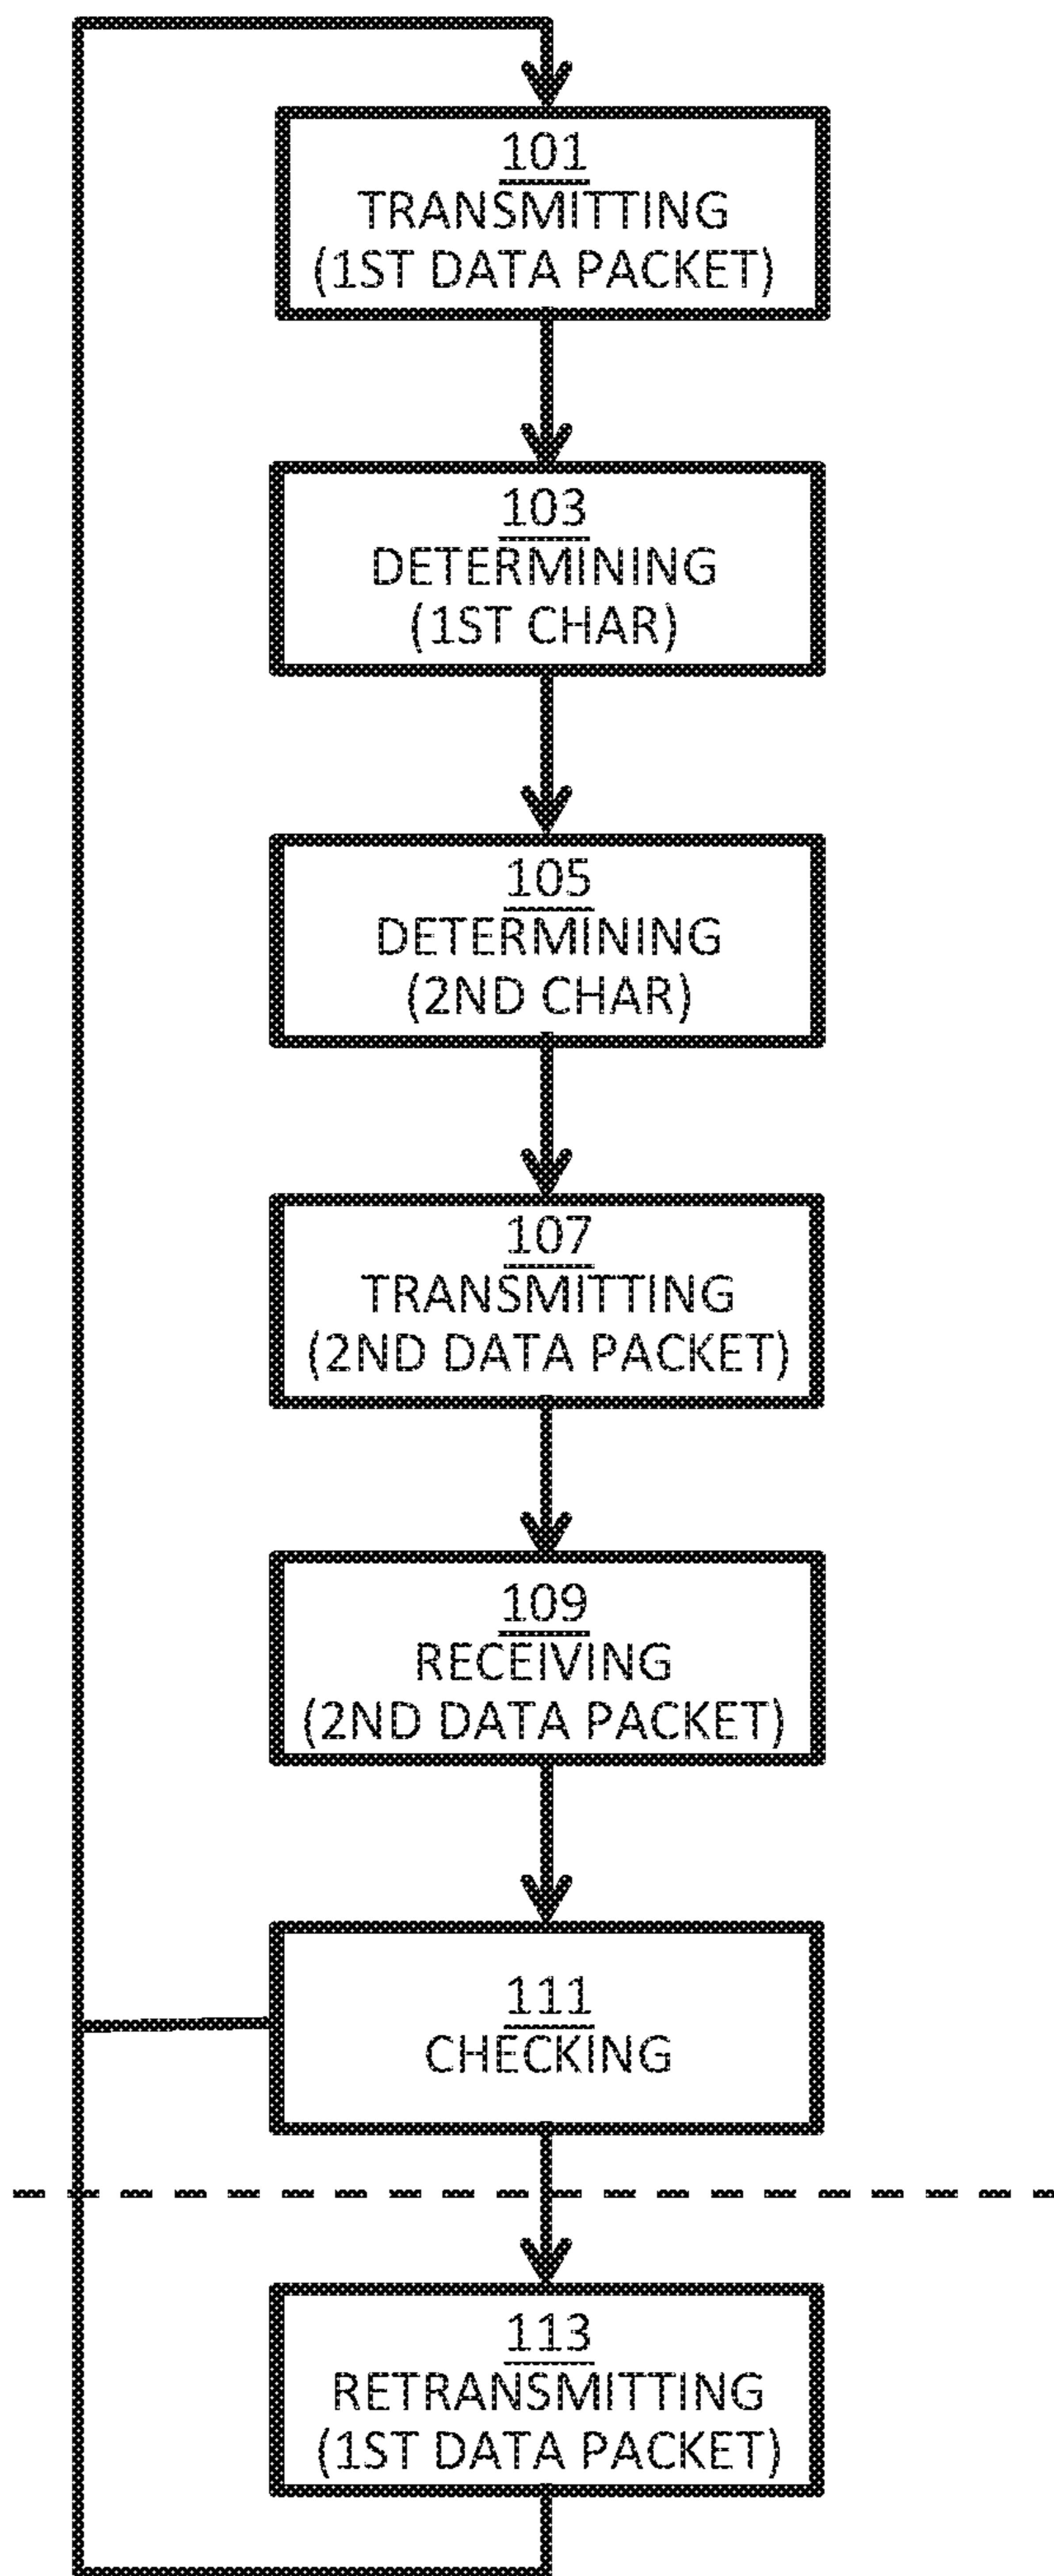 101
TRANSMITTING
(1ST DATA PACKET)
103
DETERMINING
(1ST CHAR)
105
DETERMINING
(2ND CHAR)
107
TRANSMITTING
(2ND DATA PACKET)
109
RECEIVING
(2ND DATA PACKET)
111
CHECKING
113
RETRANSMITTING
(1ST DATA PACKET)